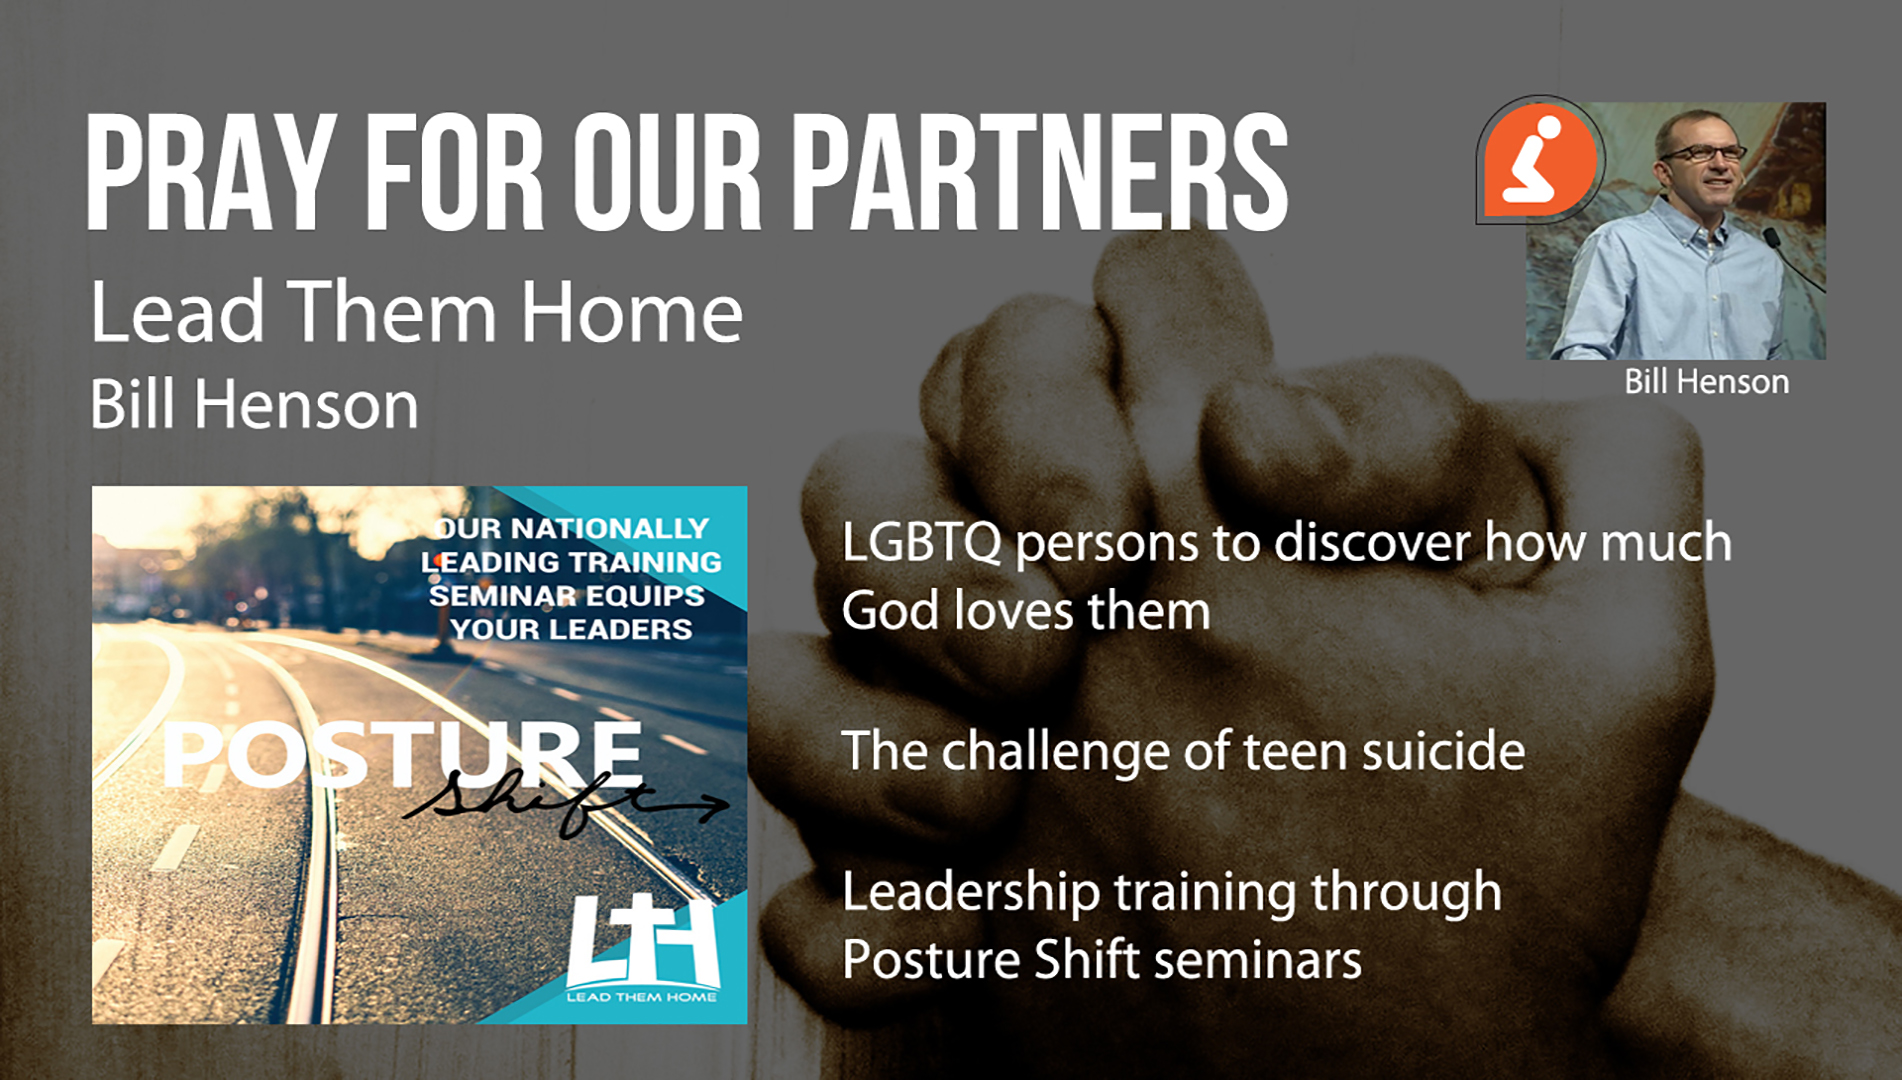 PRAY FOR OUR PARTNERS
Lead Them Home
Bill Henson
Bill Henson
OUR NATIONALLY
LEADING TRAINING
SEMINAR EQUIPS
YOUR LEADERS
POSTURE
Shift
LTH
LEAD THEM HOME
LGBTQ persons to discover how much
God loves them
The challenge of teen suicide
Leadership training through
Posture Shift seminars